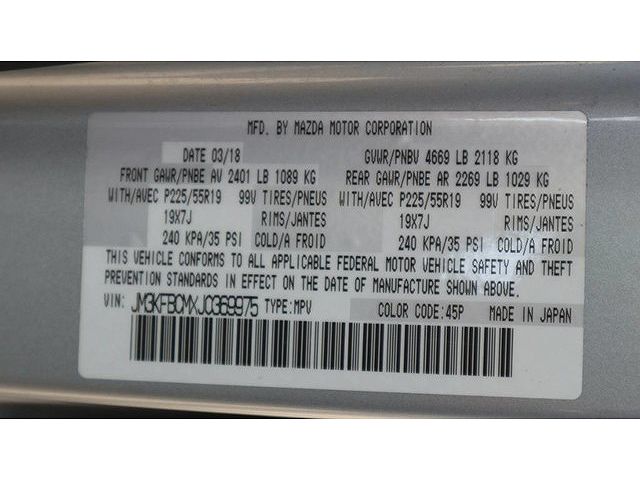 MFD. BY MAZDA MOTOR CORPORATION
DATE 03/18 GVWR/PNBV 4669 LB 2118 KG
FRONT GAWR/PNBE AV 2401 LB 1089 KG REAR GAWR/PNBE AR 2269 LB 1029 KG
WITH/AVEC P225/55R19 99V TIRES/PNEUS WITH/AVEC P225/55R19 99V TIRES/PNEUS
19X7J RIMS/JANTES 19X7J RIMS/JANTES
240 KPA/35 PSI COLD/A FROID 240 KPA/35 PSI COLD/A FROID
THIS VEHICLE CONFORMS TO ALL APPLICABLE FEDERAL MOTOR VEHICLE SAFETY AND THEFT
PREVENTION STANDARDS IN EFFECT ON THE DATE OF MANUFACTURE SHOWN ABOVE.
VIN: JM3KFBCMXJ0369975 TYPE:MPV COLOR CODE:45P MADE IN JAPAN